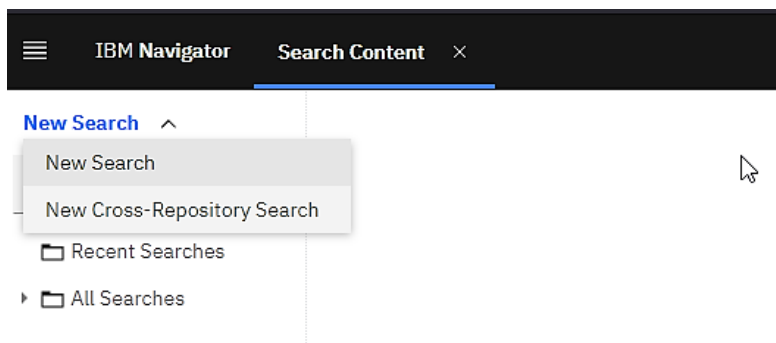 IBM Navigator Search Content
New Search
New Search
New Cross-Repository Search
Recent Searches
All Searches